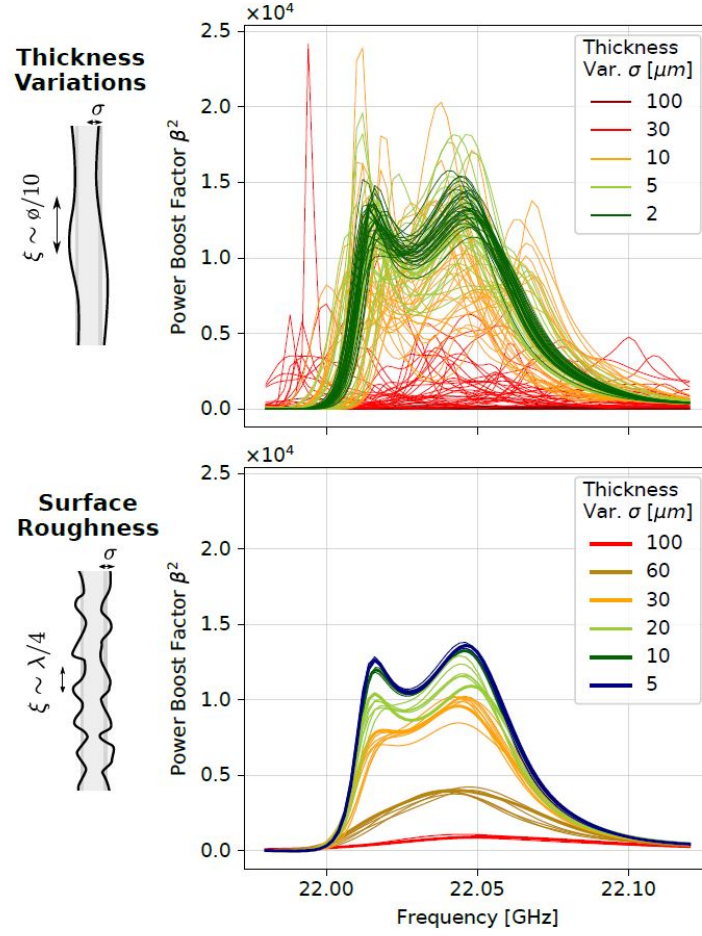 Thickness
Variations
σ
ξ ~ ø/10
×10⁴
2.5
2.0
1.5
1.0
0.5
0.0
Power Boost Factor β²
Thickness
Var. σ [μm]
100
30
10
5
2
Surface
Roughness
σ
ξ ~ λ/4
×10⁴
2.5
2.0
1.5
1.0
0.5
0.0
Power Boost Factor β²
Thickness
Var. σ [μm]
100
60
30
20
10
5
22.00
22.05
22.10
Frequency [GHz]